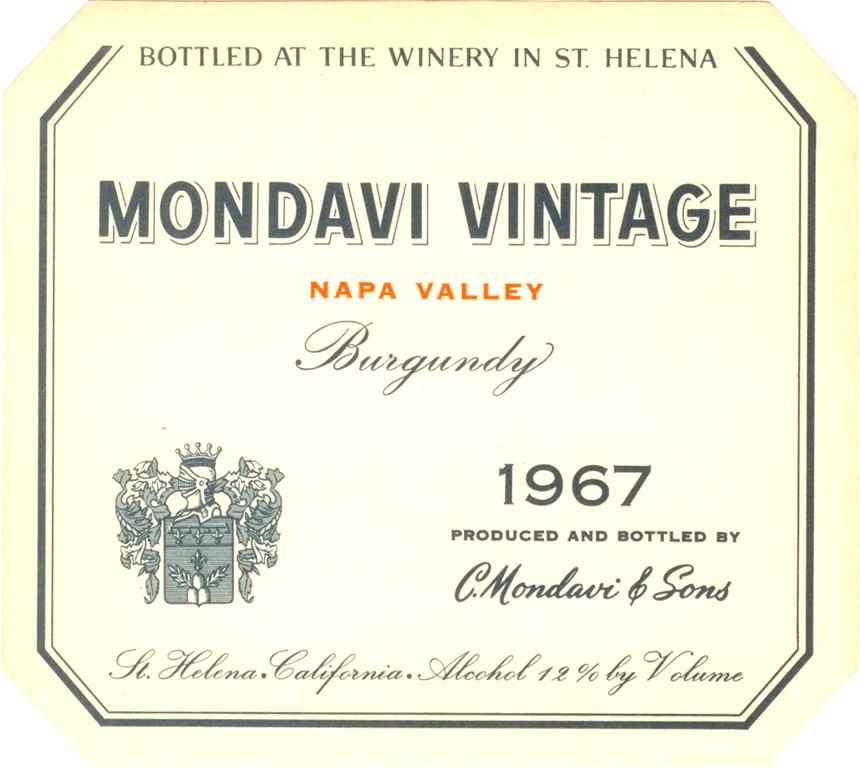 BOTTLED AT THE WINERY IN ST. HELENA
MONDAVI VINTAGE
NAPA VALLEY
Burgundy
1967
PRODUCED AND BOTTLED BY
C. Mondavi & Sons
St. Helena. California. Alcohol 12% by Volume